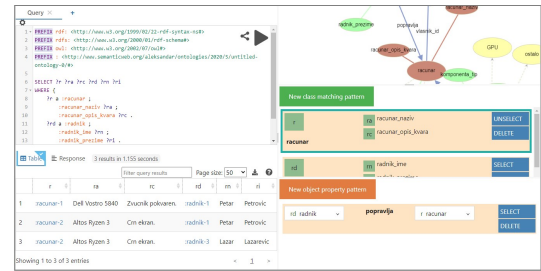 Query
+
1 PREFIX rdf: <http://www.w3.org/1999/02/22-rdf-syntax-ns#>
2 PREFIX rdfs: <http://www.w3.org/2000/01/rdf-schema#>
3 PREFIX owl: <http://www.w3.org/2002/07/owl#>
4 PREFIX : <http://www.semanticweb.org/aleksandar/ontologies/2020/5/untitled-
ontology-8/#>
5
6 SELECT ?r ?ra ?rc ?rd ?rn ?ri
7 WHERE {
8 ?r a :racunar ;
9 :racunar_naziv ?ra ;
10 :racunar_opis_kvara ?rc .
11 ?rd a :radnik ;
12 :radnik_ime ?rn ;
13 :radnik_prezime ?ri .
Table
Response
3 results in 1.155 seconds
Filter query results
Page size: 50
r ra rc rd rn ri
1 :racunar-1 Dell Vostro 5840 Zvucnik pokvaren. :radnik-1 Petar Petrovic
2 :racunar-2 Altos Ryzen 3 Crn ekran. :radnik-1 Petar Petrovic
3 :racunar-2 Altos Ryzen 3 Crn ekran. :radnik-3 Lazar Lazarevic
Showing 1 to 3 of 3 entries
< 1 >
radnik_prezime
popravlja
vlasnik_id
racunar_naziv
racunar_opis_kvara
GPU
ostalo
racunar
komponenta_tip
New class matching pattern
r
ra racunar_naziv
UNSELECT
rc racunar_opis_kvara
DELETE
racunar
rd
rn radnik_ime
SELECT
New object property pattern
rd radnik
popravlja
r racunar
SELECT
DELETE